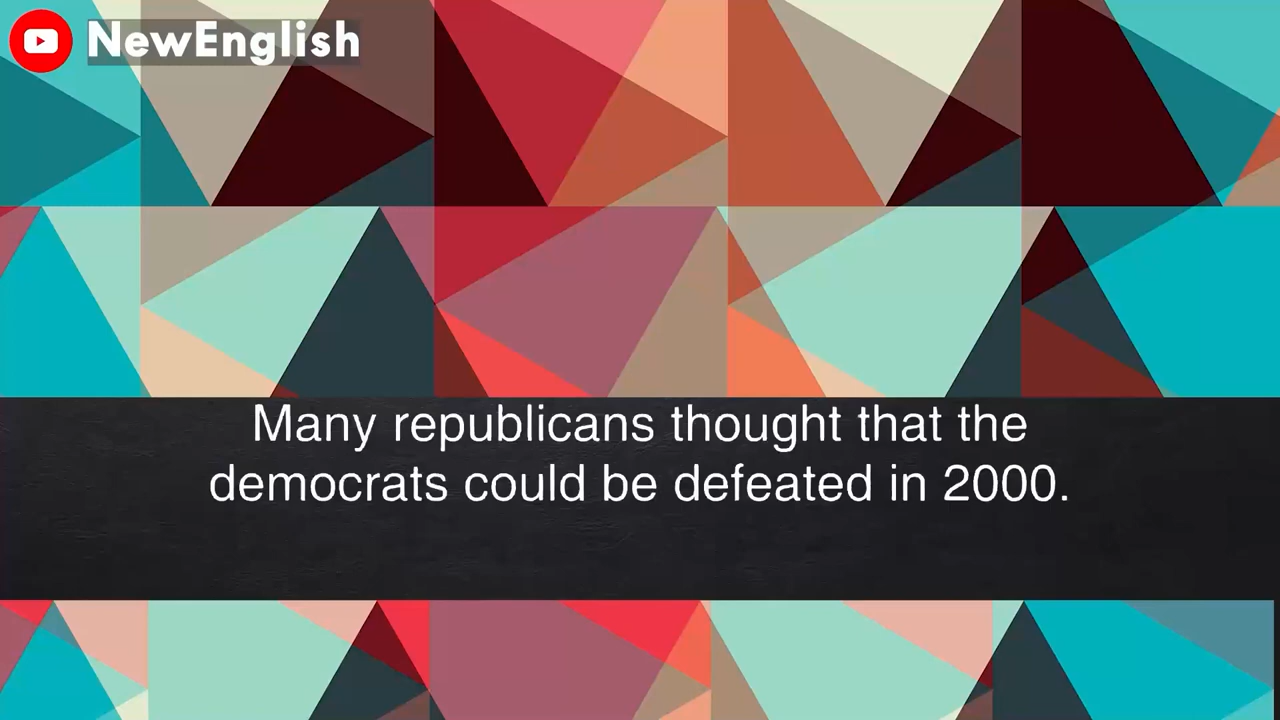 NewEnglish
Many republicans thought that the
democrats could be defeated in 2000.